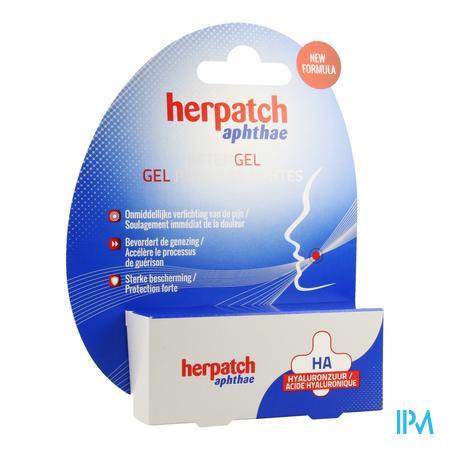 NEW
FORMULA
herpatch
aphthae
GEL
GEL
Onmiddellijke verlichting van de pijn /
Soulagement immédiat de la douleur
Bevordert de genezing /
Accélère le processus
de guérison
Sterke bescherming /
Protection forte
herpatch
aphthae
HA
HYALURONZUUR /
ACIDE HYALURONIQUE
IPM